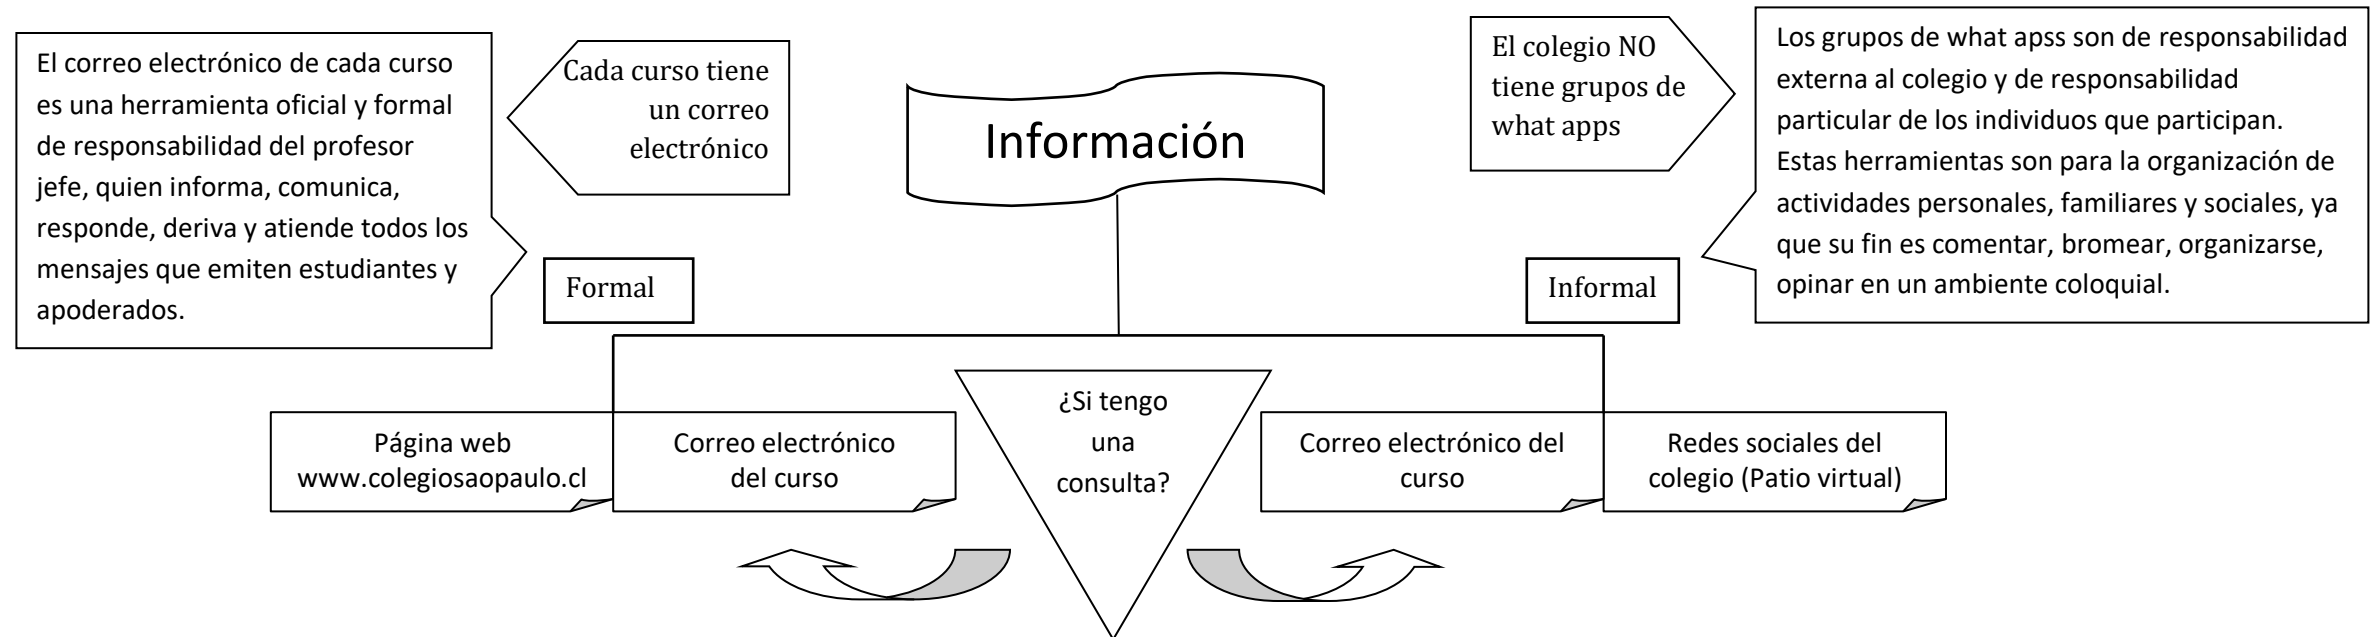 El correo electrónico de cada curso
es una herramienta oficial y formal
de responsabilidad del profesor
jefe, quien informa, comunica,
responde, deriva y atiende todos los
mensajes que emiten estudiantes y
apoderados.
Cada curso tiene
un correo
electrónico
Información
El colegio NO
tiene grupos de
what apps
Los grupos de what apss son de responsabilidad
externa al colegio y de responsabilidad
particular de los individuos que participan.
Estas herramientas son para la organización de
actividades personales, familiares y sociales, ya
que su fin es comentar, bromear, organizarse,
opinar en un ambiente coloquial.
Formal
Informal
Página web
www.colegiosaopaulo.cl
Correo electrónico
del curso
¿Si tengo
una
consulta?
Correo electrónico del
curso
Redes sociales del
colegio (Patio virtual)